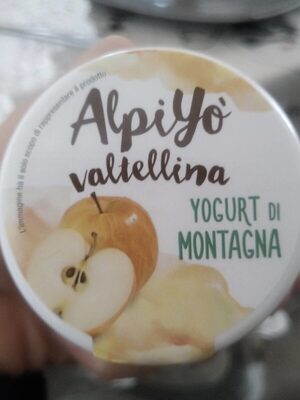 L'immagine ha il solo scopo di rappresentare il prodotto
AlpiYò
valtellina
YOGURT DI
MONTAGNA